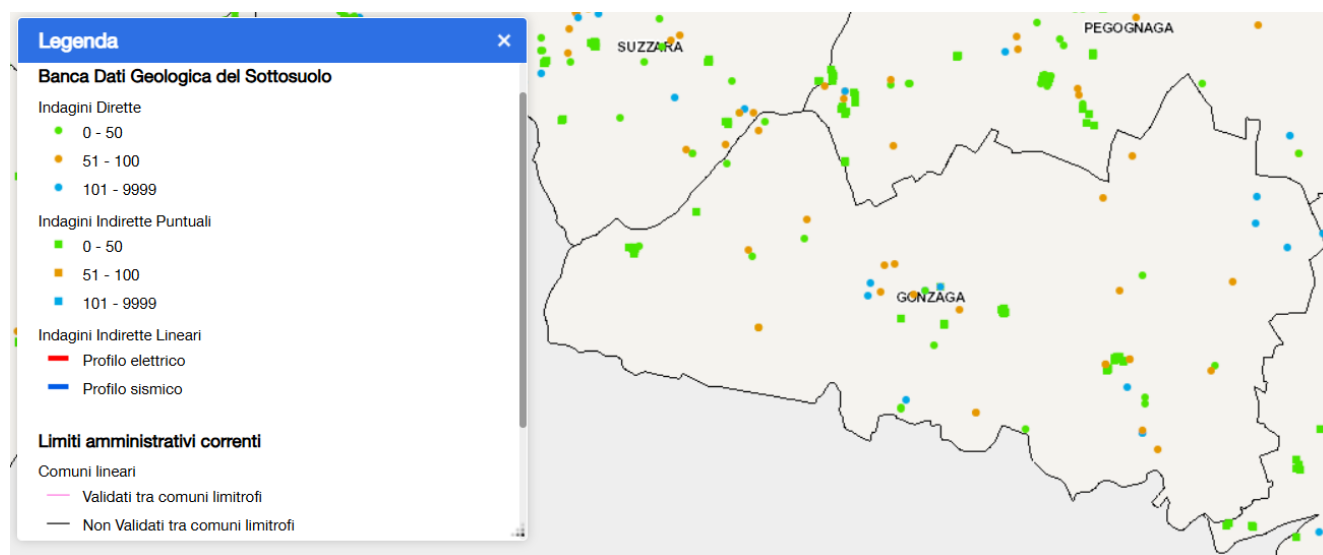 Legenda ×
Banca Dati Geologica del Sottosuolo
Indagini Dirette
0 - 50
51 - 100
101 - 9999
Indagini Indirette Puntuali
0 - 50
51 - 100
101 - 9999
Indagini Indirette Lineari
Profilo elettrico
Profilo sismico
Limiti amministrativi correnti
Comuni lineari
Validati tra comuni limitrofi
Non Validati tra comuni limitrofi
SUZZARA
PEGOGNAGA
GONZAGA